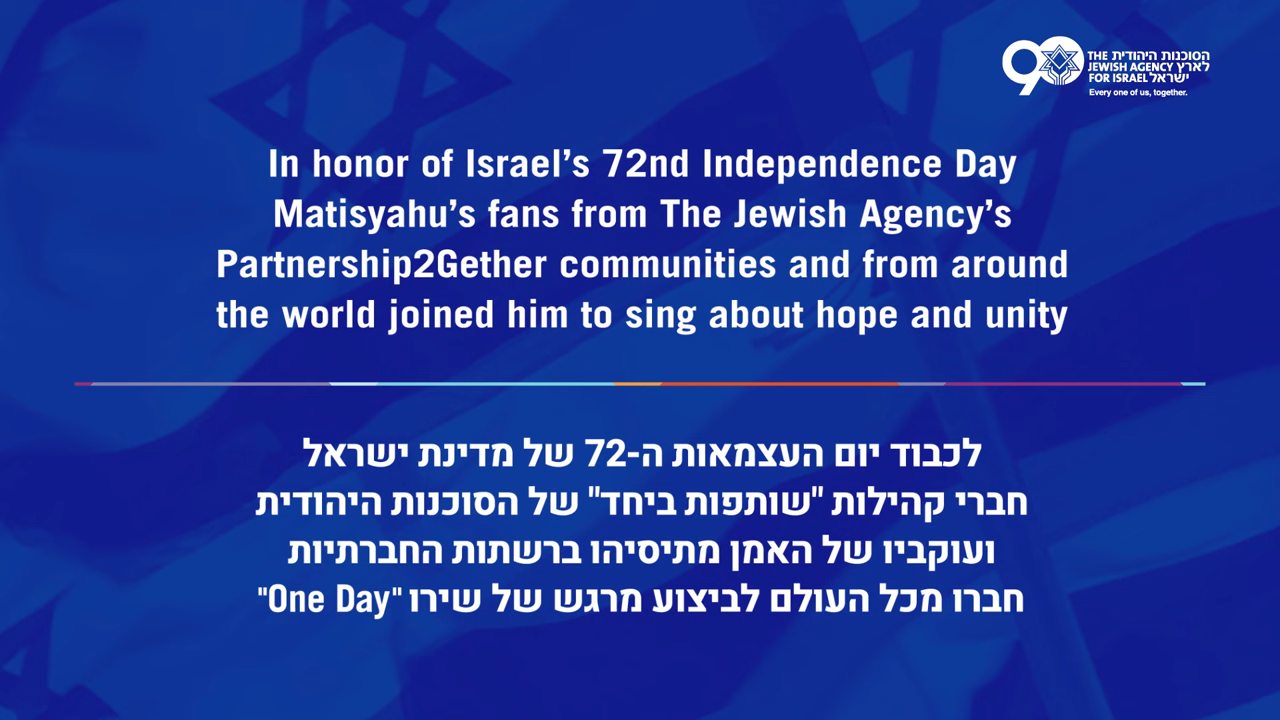 90
THE הסוכנות היהודית
JEWISH AGENCY לארץ
FOR ISRAEL ישראל
Every one of us, together.
In honor of Israel’s 72nd Independence Day
Matisyahu’s fans from The Jewish Agency’s
Partnership2Gether communities and from around
the world joined him to sing about hope and unity
לכבוד יום העצמאות ה-72 של מדינת ישראל
חברי קהילות "שותפות ביחד" של הסוכנות היהודית
ועוקביו של האמן מתיסיהו ברשתות החברתיות
חברו מכל העולם לביצוע מרגש של שירו "One Day"